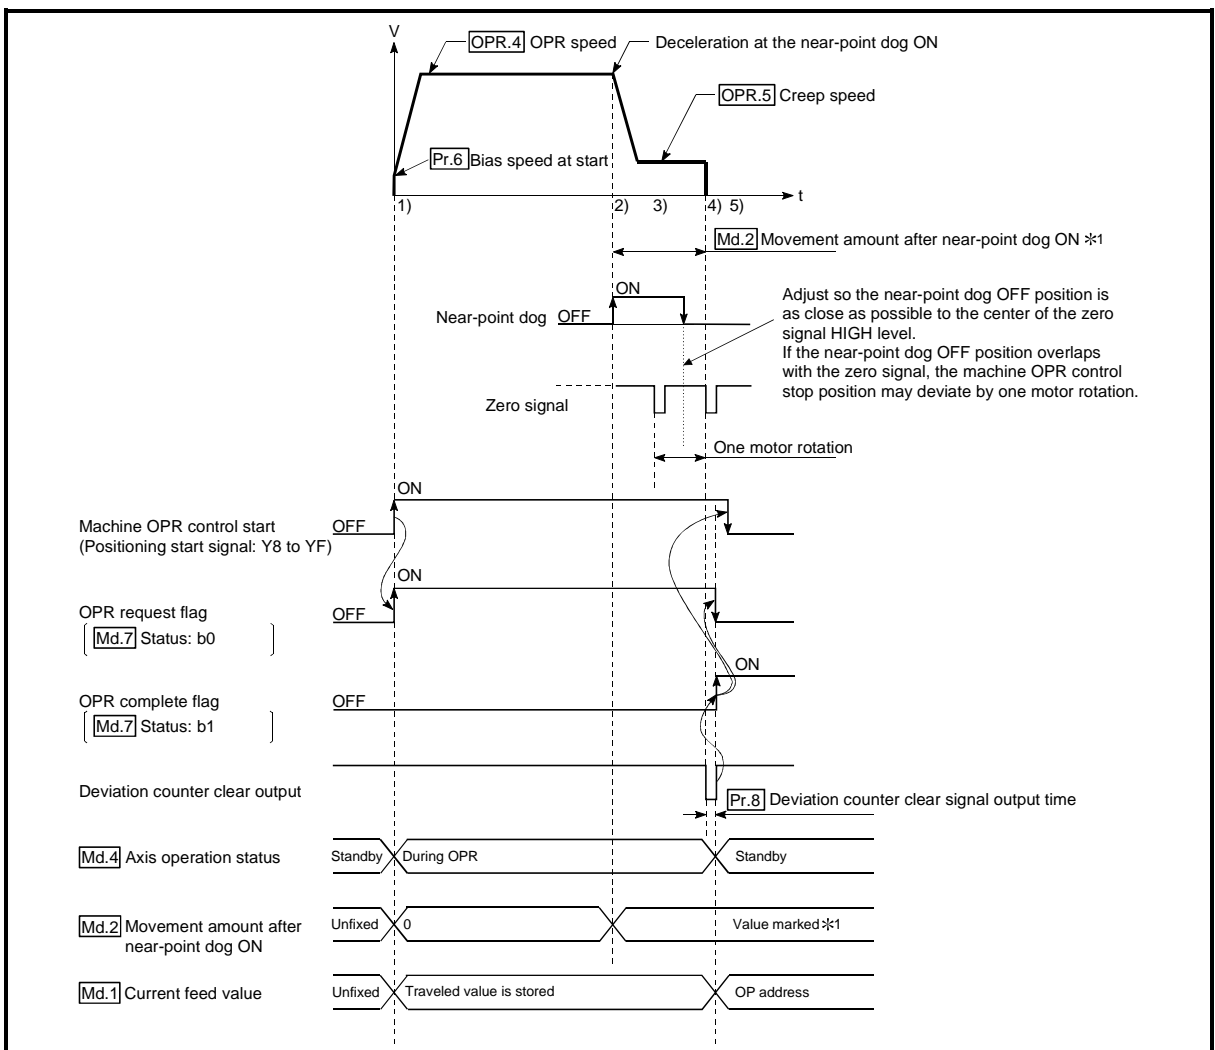 V
OPR.4 OPR speed
Deceleration at the near-point dog ON
OPR.5 Creep speed
Pr.6 Bias speed at start
t
1) 2) 3) 4) 5)
Md.2 Movement amount after near-point dog ON ✻1
ON
Near-point dog OFF
Adjust so the near-point dog OFF position is
as close as possible to the center of the zero
signal HIGH level.
If the near-point dog OFF position overlaps
with the zero signal, the machine OPR control
stop position may deviate by one motor rotation.
Zero signal
One motor rotation
ON
Machine OPR control start OFF
(Positioning start signal: Y8 to YF)
ON
OPR request flag OFF
Md.7 Status: b0
ON
OPR complete flag OFF
Md.7 Status: b1
Deviation counter clear output
Pr.8 Deviation counter clear signal output time
Md.4 Axis operation status Standby During OPR Standby
Md.2 Movement amount after Unfixed 0 Value marked ✻1
near-point dog ON
Md.1 Current feed value Unfixed Traveled value is stored OP address